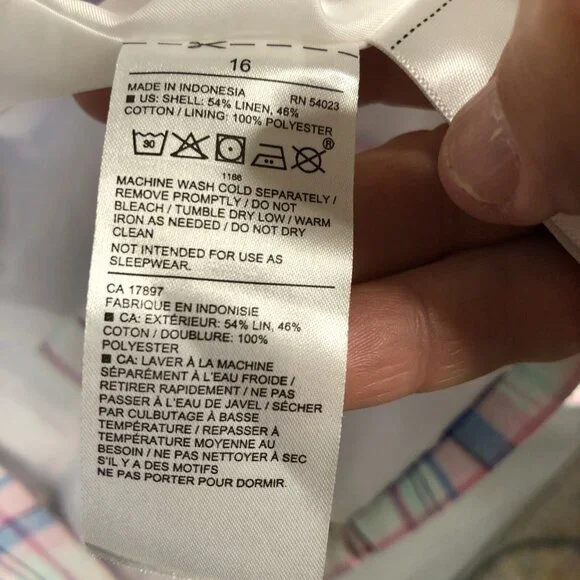 16
MADE IN INDONESIA RN 54023
■ US: SHELL: 54% LINEN, 46%
COTTON / LINING: 100% POLYESTER
30 ®
1186
MACHINE WASH COLD SEPARATELY /
REMOVE PROMPTLY / DO NOT
BLEACH / TUMBLE DRY LOW / WARM
IRON AS NEEDED / DO NOT DRY
CLEAN
NOT INTENDED FOR USE AS
SLEEPWEAR.
CA 17897
FABRIQUE EN INDONISIE
■ CA: EXTÉRIEUR: 54% LIN, 46%
COTON / DOUBLURE: 100%
POLYESTER
■ CA: LAVER À LA MACHINE
SÉPARÉMENT À L'EAU FROIDE /
RETIRER RAPIDEMENT / NE PAS
PASSER À L'EAU DE JAVEL / SÉCHER
PAR CULBUTAGE À BASSE
TEMPÉRATURE / REPASSER À
TEMPÉRATURE MOYENNE AU
BESOIN / NE PAS NETTOYER À SEC
S'IL Y A DES MOTIFS
NE PAS PORTER POUR DORMIR.